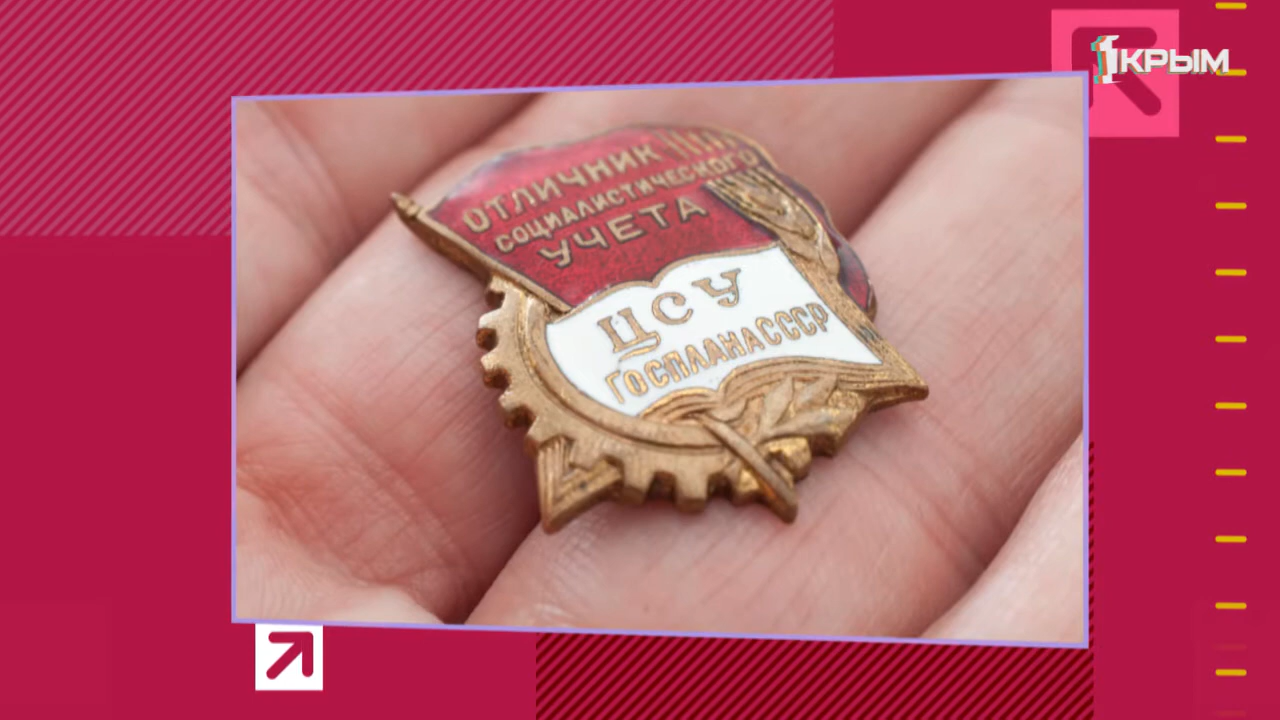 1КРЫМ
ОТЛИЧНИК
СОЦИАЛИСТИЧЕСКОГО
УЧЕТА
ЦСУ
ГОСПЛАНА СССР